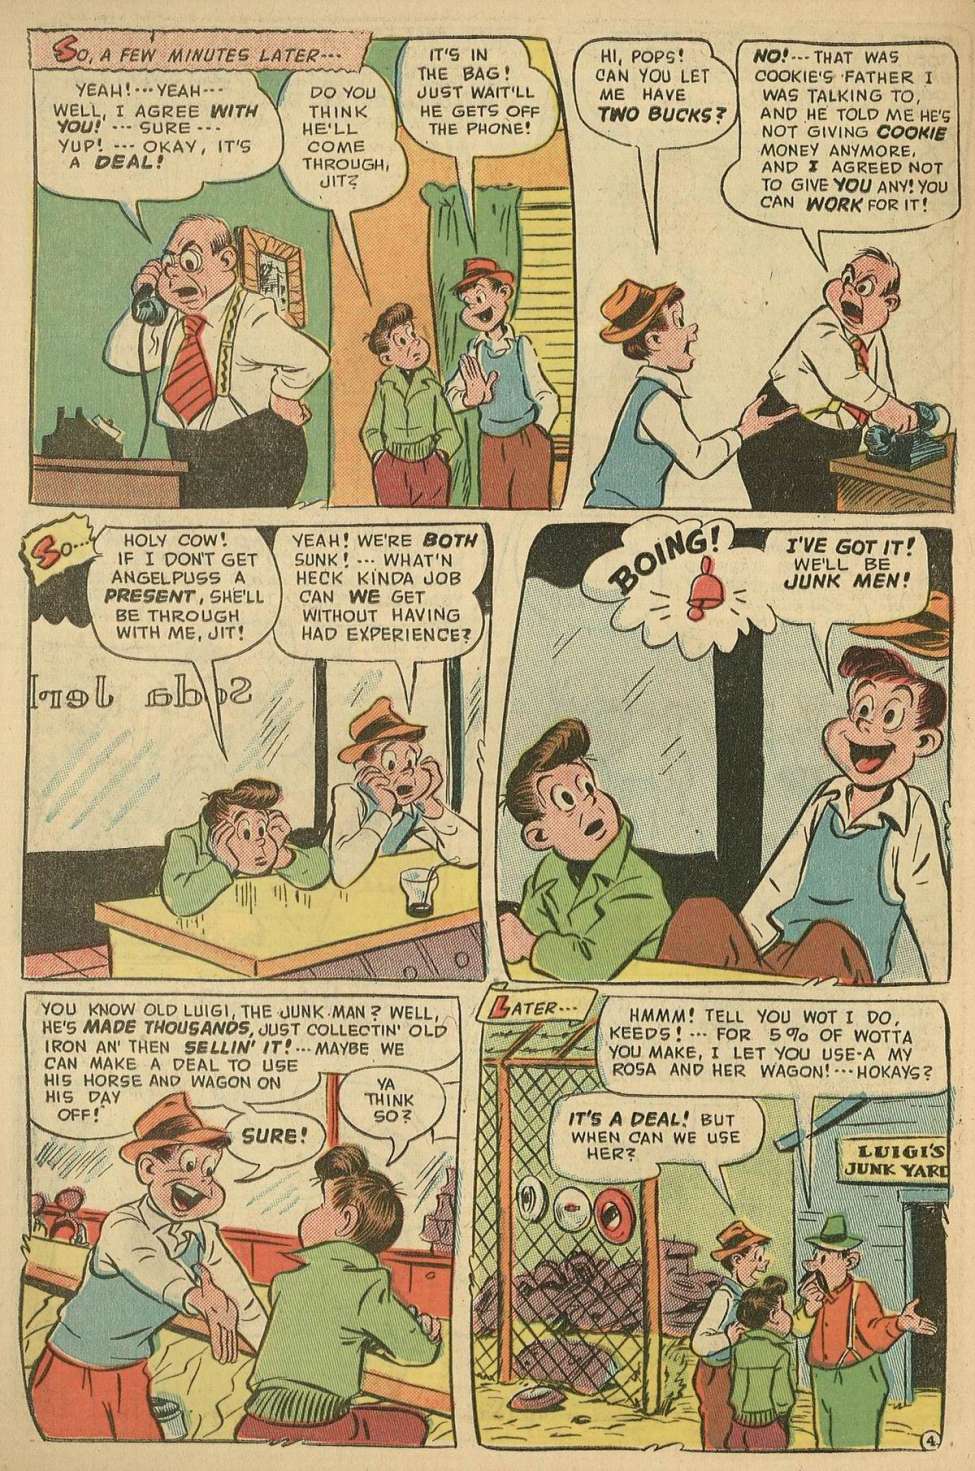 So, A FEW MINUTES LATER---
YEAH!---YEAH---
WELL, I AGREE WITH
YOU! --- SURE ---
YUP! --- OKAY, IT'S
A DEAL!
DO YOU
THINK
HE'LL
COME
THROUGH,
JIT?
IT'S IN
THE BAG!
JUST WAIT'LL
HE GETS OFF
THE PHONE!
HI, POPS!
CAN YOU LET
ME HAVE
TWO BUCKS?
NO!--- THAT WAS
COOKIE'S FATHER I
WAS TALKING TO,
AND HE TOLD ME HE'S
NOT GIVING COOKIE
MONEY ANYMORE,
AND I AGREED NOT
TO GIVE YOU ANY! YOU
CAN WORK FOR IT!
So---
HOLY COW!
IF I DON'T GET
ANGELPUSS A
PRESENT, SHE'LL
BE THROUGH
WITH ME, JIT!
YEAH! WE'RE BOTH
SUNK! --- WHAT'N
HECK KINDA JOB
CAN WE GET
WITHOUT HAVING
HAD EXPERIENCE?
Soda Jerk
BOING!
I'VE GOT IT!
WE'LL BE
JUNK MEN!
YOU KNOW OLD LUIGI, THE JUNK MAN? WELL,
HE'S MADE THOUSANDS, JUST COLLECTIN' OLD
IRON AN' THEN SELLIN' IT! --- MAYBE WE
CAN MAKE A DEAL TO USE
HIS HORSE AND WAGON ON
HIS DAY
OFF!
YA
THINK
SO?
SURE!
LATER---
HMMM! TELL YOU WOT I DO,
KEEDS! --- FOR 5% OF WOTTA
YOU MAKE, I LET YOU USE-A MY
ROSA AND HER WAGON! --- HOKAYS?
IT'S A DEAL! BUT
WHEN CAN WE USE
HER?
LUIGI'S
JUNK YARD
4